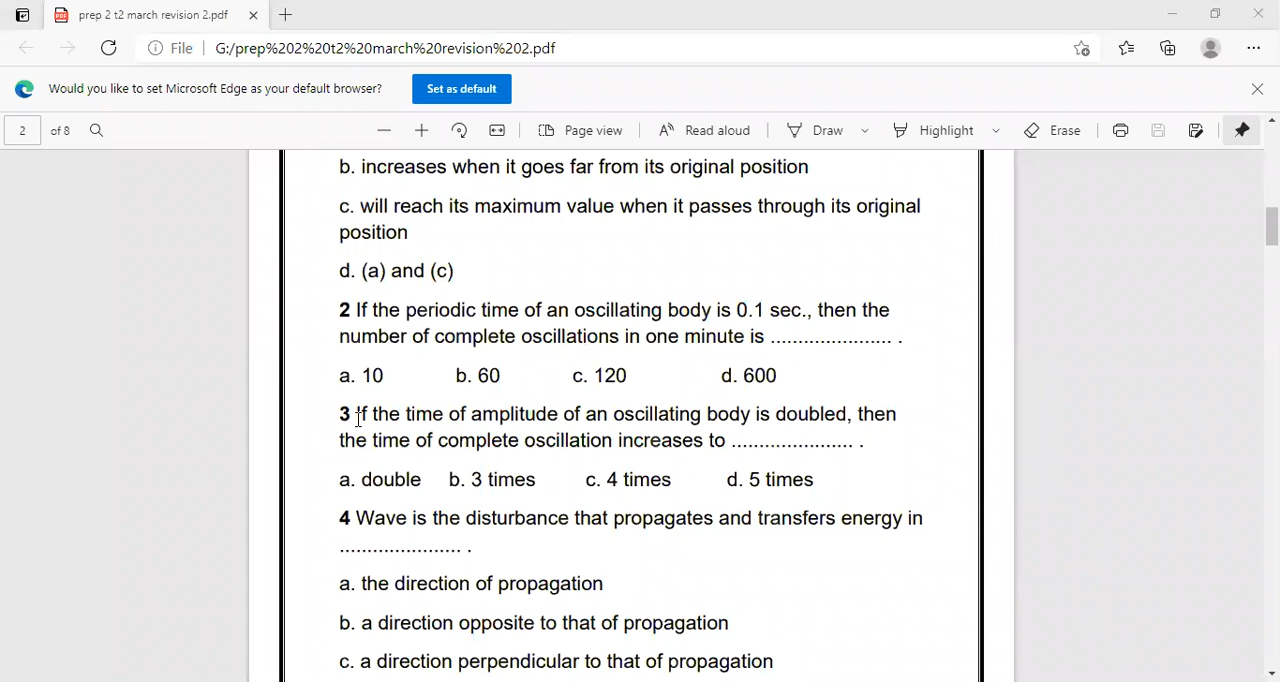 prep 2 t2 march revision 2.pdf
File G:/prep%202%20t2%20march%20revision%202.pdf
Would you like to set Microsoft Edge as your default browser? Set as default
2 of 8 Page view Read aloud Draw Highlight Erase
b. increases when it goes far from its original position
c. will reach its maximum value when it passes through its original
position
d. (a) and (c)
2 If the periodic time of an oscillating body is 0.1 sec., then the
number of complete oscillations in one minute is ...................... .
a. 10 b. 60 c. 120 d. 600
3 If the time of amplitude of an oscillating body is doubled, then
the time of complete oscillation increases to ...................... .
a. double b. 3 times c. 4 times d. 5 times
4 Wave is the disturbance that propagates and transfers energy in
...................... .
a. the direction of propagation
b. a direction opposite to that of propagation
c. a direction perpendicular to that of propagation